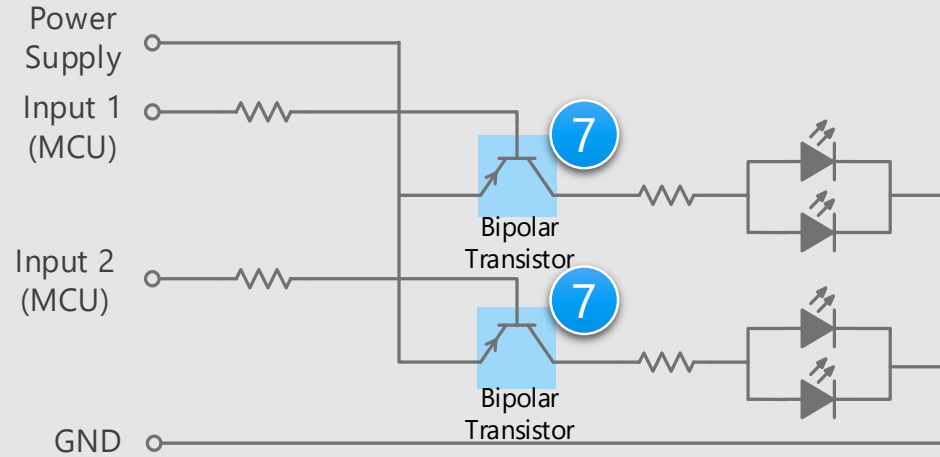 Power
Supply
Input 1
(MCU)
7
Bipolar
Transistor
Input 2
(MCU)
7
Bipolar
Transistor
GND